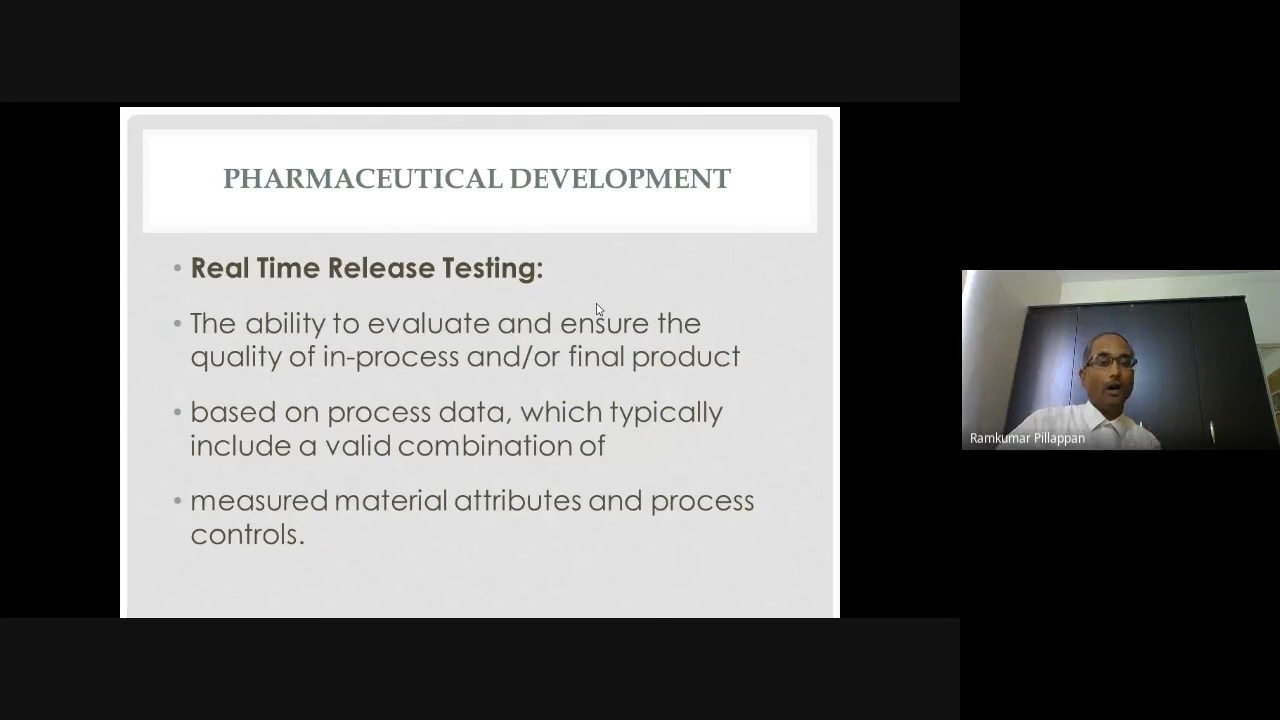 PHARMACEUTICAL DEVELOPMENT
• Real Time Release Testing:
• The ability to evaluate and ensure the
quality of in-process and/or final product
• based on process data, which typically
include a valid combination of
• measured material attributes and process
controls.
Ramkumar Pillappan